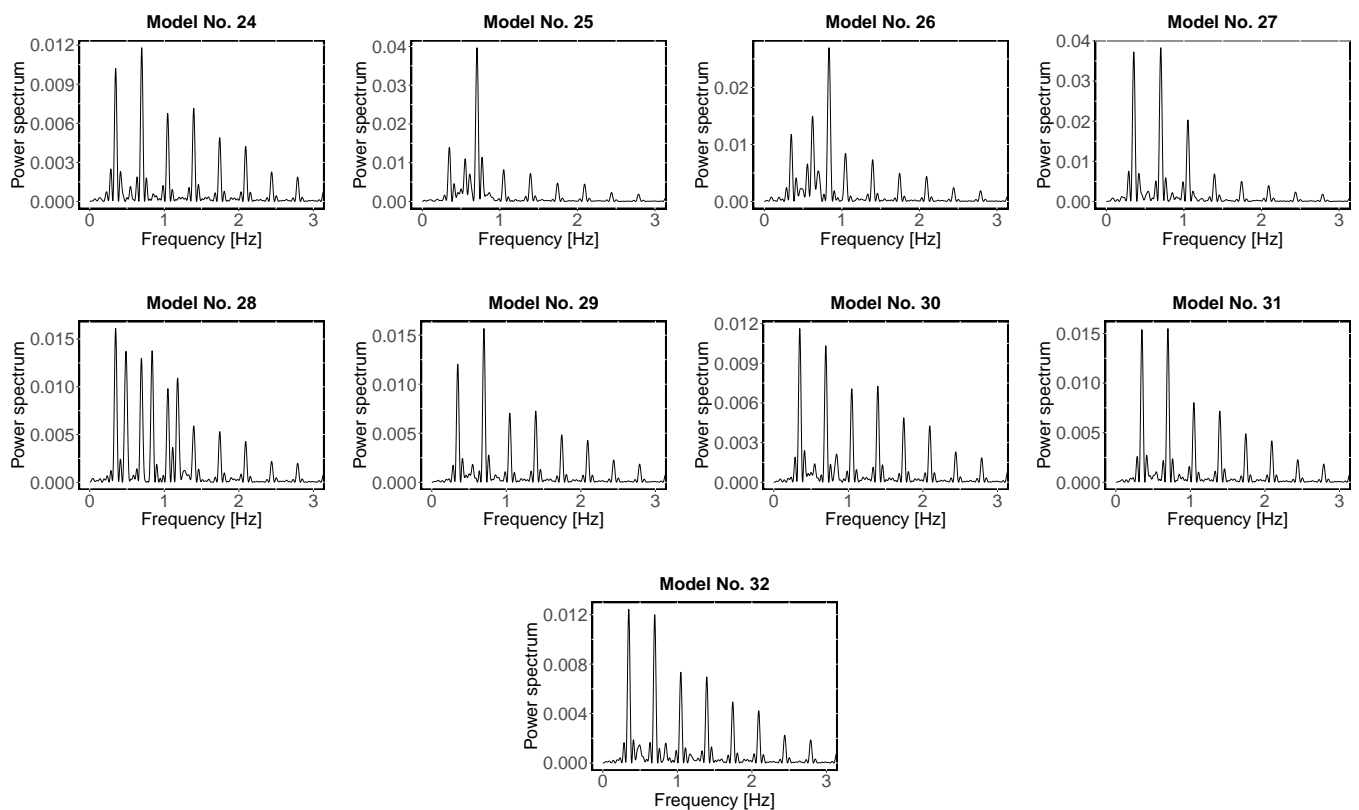 Model No. 24
0.012
0.009
0.006
0.003
0.000
Power spectrum
0 1 2 3
Frequency [Hz]
Model No. 25
0.04
0.03
0.02
0.01
0.00
Power spectrum
0 1 2 3
Frequency [Hz]
Model No. 26
0.02
0.01
0.00
Power spectrum
0 1 2 3
Frequency [Hz]
Model No. 27
0.04
0.03
0.02
0.01
0.00
Power spectrum
0 1 2 3
Frequency [Hz]
Model No. 28
0.015
0.010
0.005
0.000
Power spectrum
0 1 2 3
Frequency [Hz]
Model No. 29
0.015
0.010
0.005
0.000
Power spectrum
0 1 2 3
Frequency [Hz]
Model No. 30
0.012
0.009
0.006
0.003
0.000
Power spectrum
0 1 2 3
Frequency [Hz]
Model No. 31
0.015
0.010
0.005
0.000
Power spectrum
0 1 2 3
Frequency [Hz]
Model No. 32
0.012
0.008
0.004
0.000
Power spectrum
0 1 2 3
Frequency [Hz]